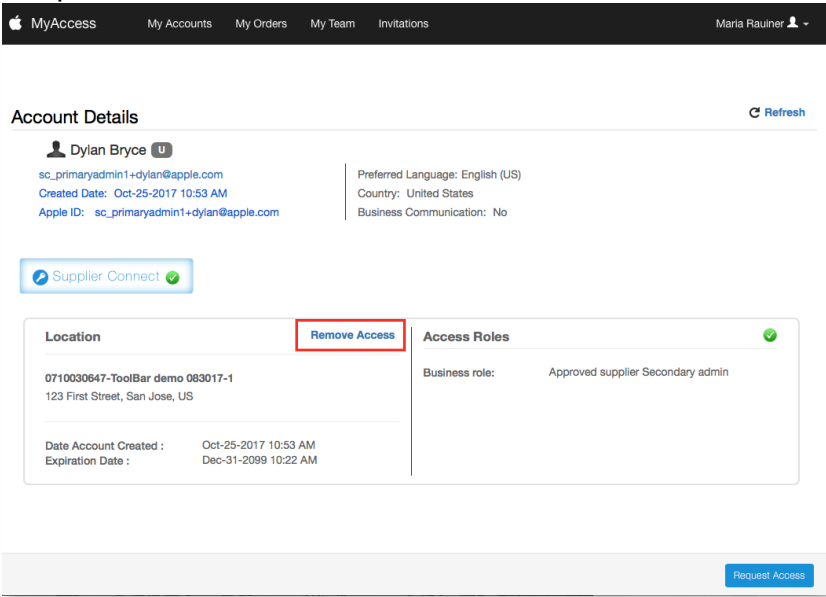 MyAccess My Accounts My Orders My Team Invitations Maria Rauiner
Account Details Refresh
Dylan Bryce U
sc_primaryadmin1+dylan@apple.com
Created Date: Oct-25-2017 10:53 AM
Apple ID: sc_primaryadmin1+dylan@apple.com
Preferred Language: English (US)
Country: United States
Business Communication: No
Supplier Connect
Location Remove Access
0710030647-ToolBar demo 083017-1
123 First Street, San Jose, US
Date Account Created : Oct-25-2017 10:53 AM
Expiration Date : Dec-31-2099 10:22 AM
Access Roles
Business role: Approved supplier Secondary admin
Request Access